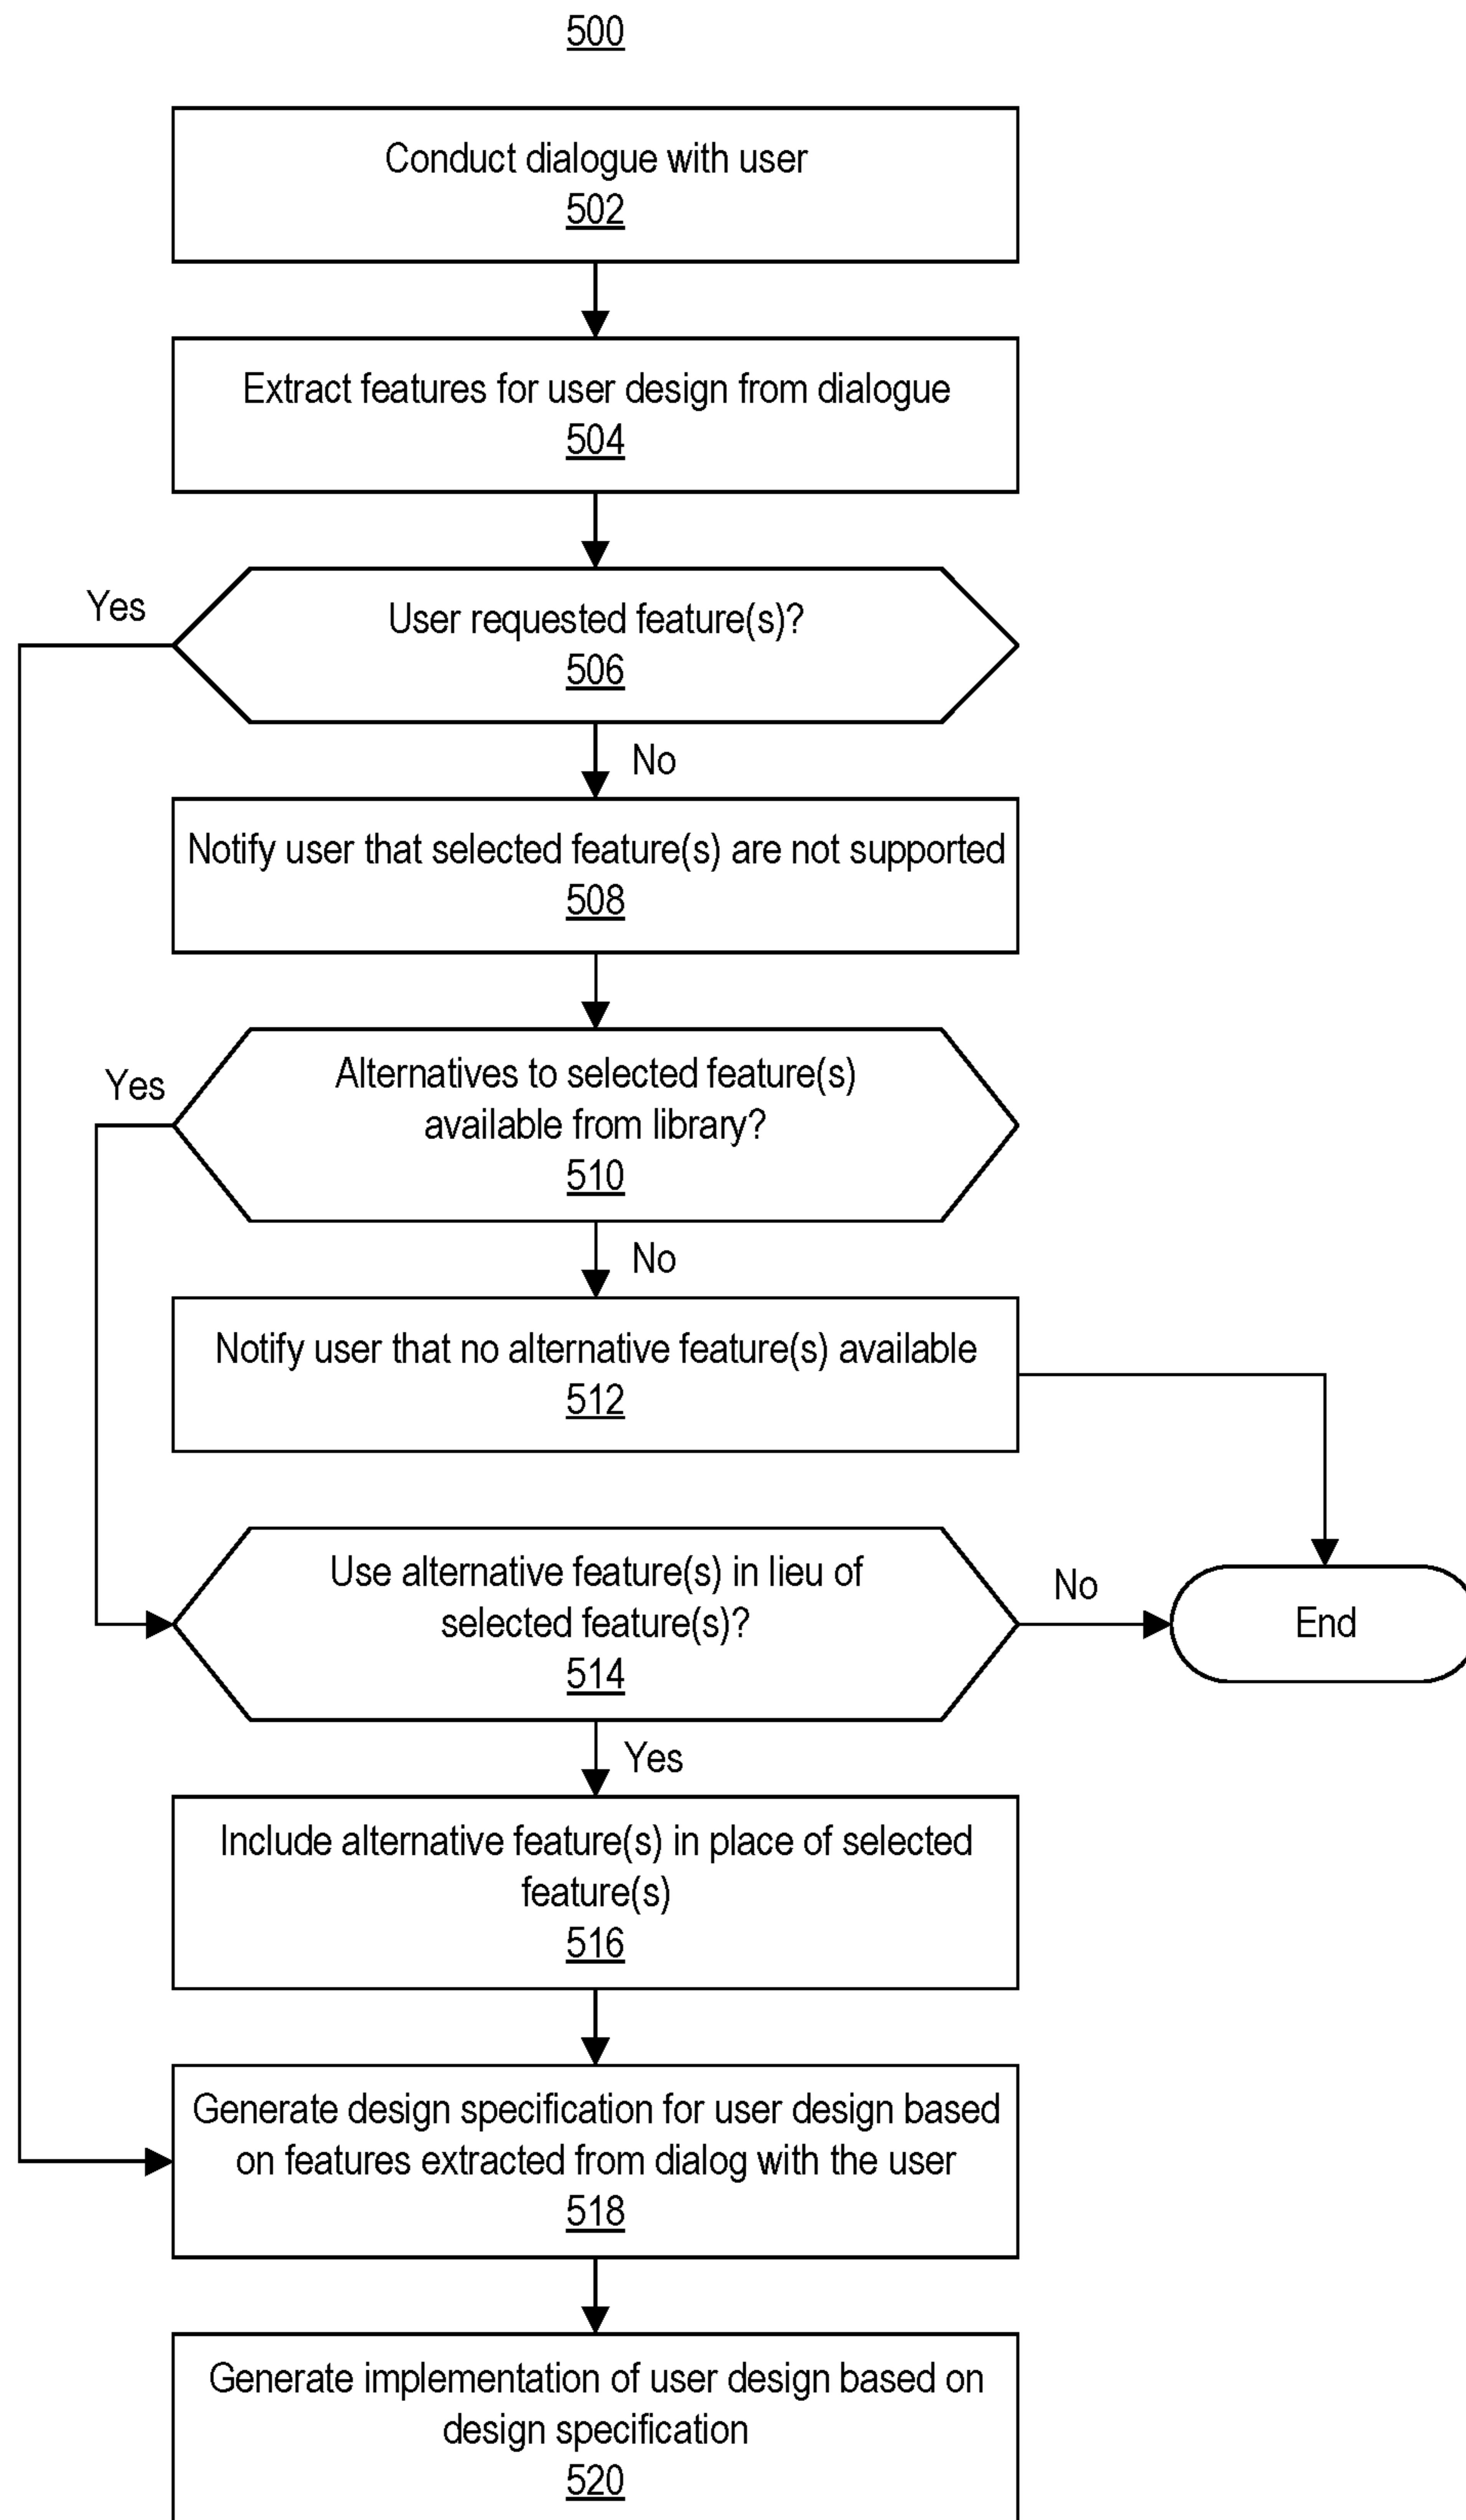 500
Conduct dialogue with user
502
Extract features for user design from dialogue
504
Yes
User requested feature(s)?
506
No
Notify user that selected feature(s) are not supported
508
Yes
Alternatives to selected feature(s)
available from library?
510
No
Notify user that no alternative feature(s) available
512
Use alternative feature(s) in lieu of
selected feature(s)?
514
No
End
Yes
Include alternative feature(s) in place of selected
feature(s)
516
Generate design specification for user design based
on features extracted from dialog with the user
518
Generate implementation of user design based on
design specification
520